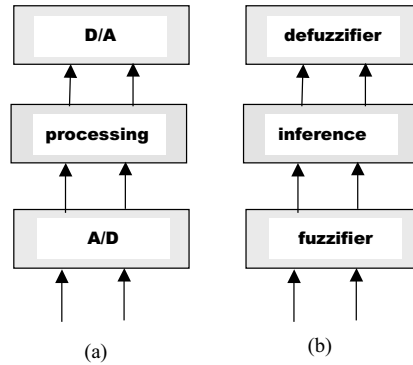 D/A
defuzzifier
processing
inference
A/D
fuzzifier
(a)
(b)